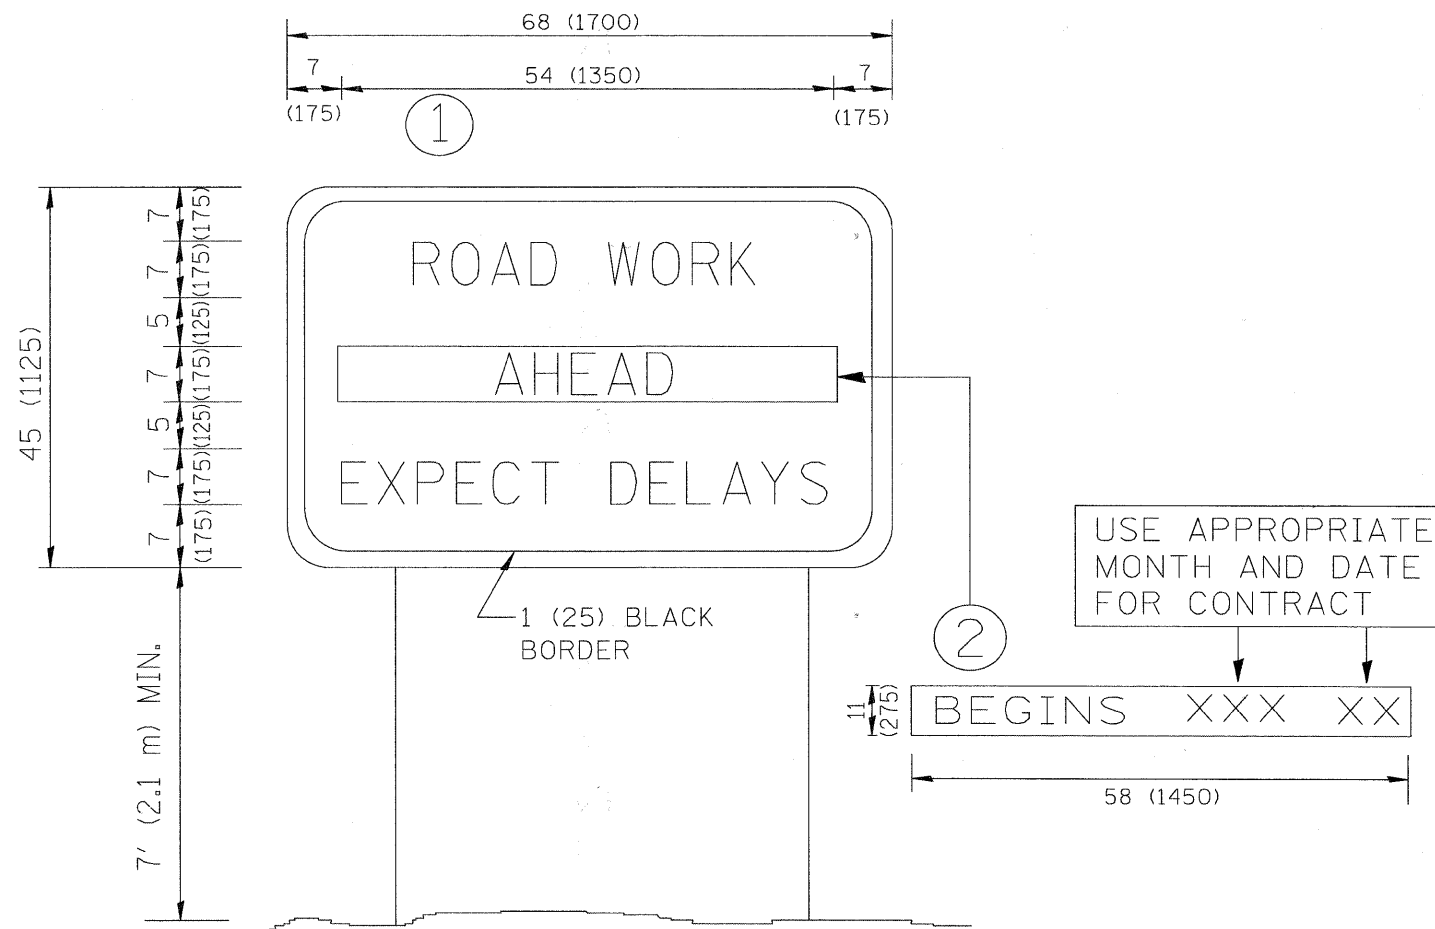 68 (1700)
7
54 (1350)
7
(175)
(175)
1
45 (1125)
7
(175)
7
(175)
5
(125)
7
(175)
5
(125)
7
(175)
7
(175)
ROAD WORK
AHEAD
EXPECT DELAYS
1 (25) BLACK
BORDER
7' (2.1 m) MIN.
2
USE APPROPRIATE
MONTH AND DATE
FOR CONTRACT
11
(275)
BEGINS XXX XX
58 (1450)